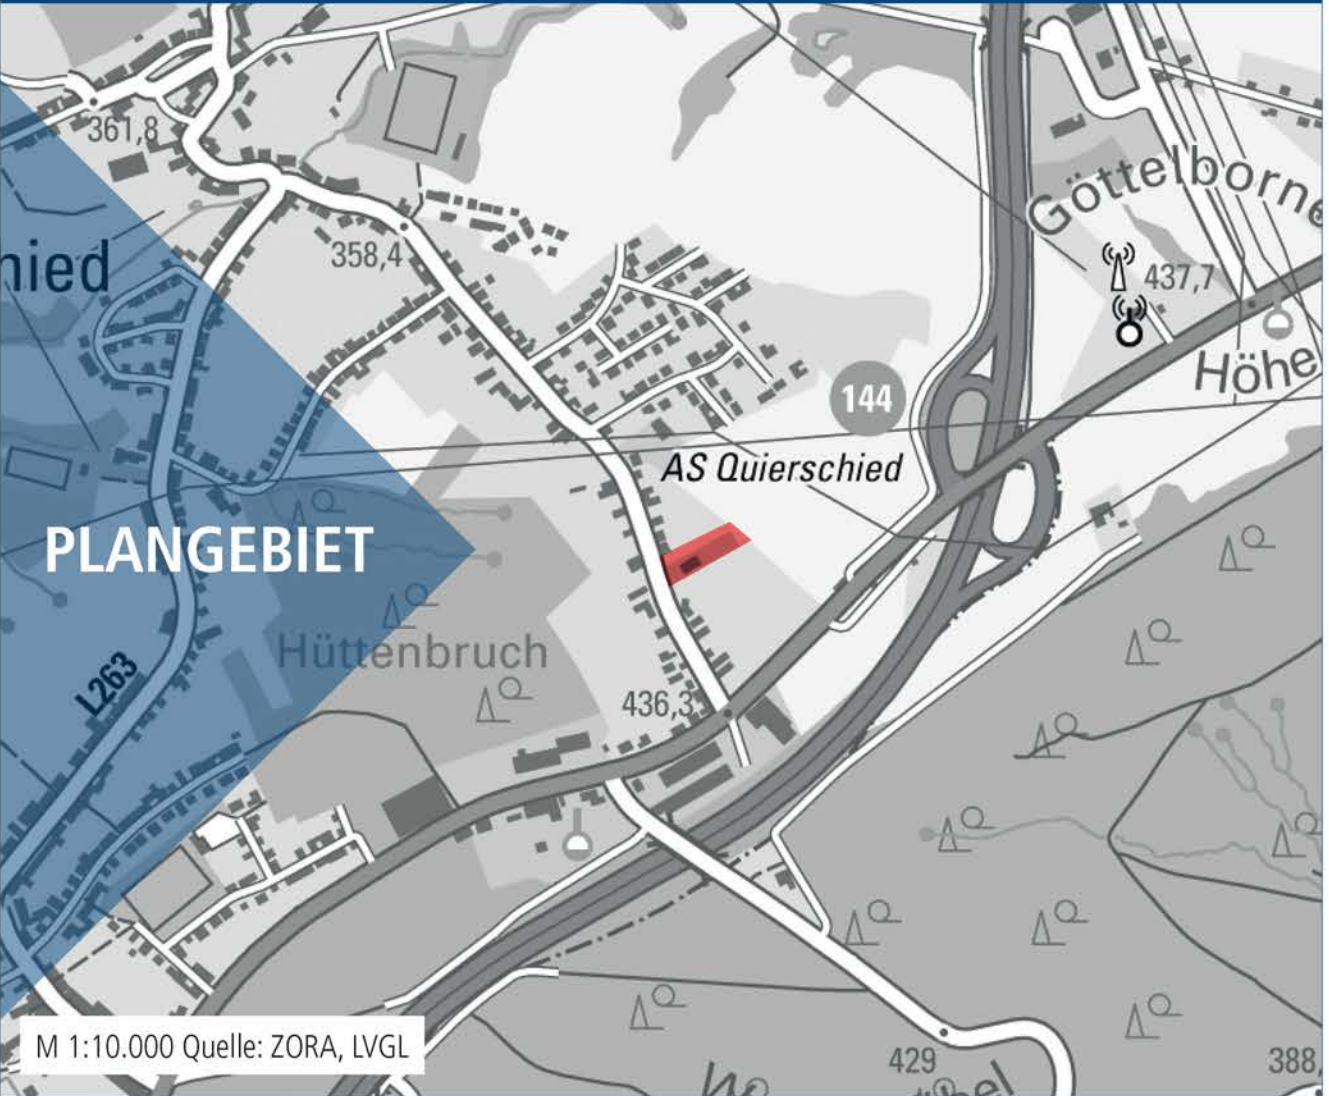 361,8
358,4
hied
Göttelborne
437,7
Höhe
144
AS Quierschied
PLANGEBIET
Hüttenbruch
L263
436,3
M 1:10.000 Quelle: ZORA, LVGL
429
388,